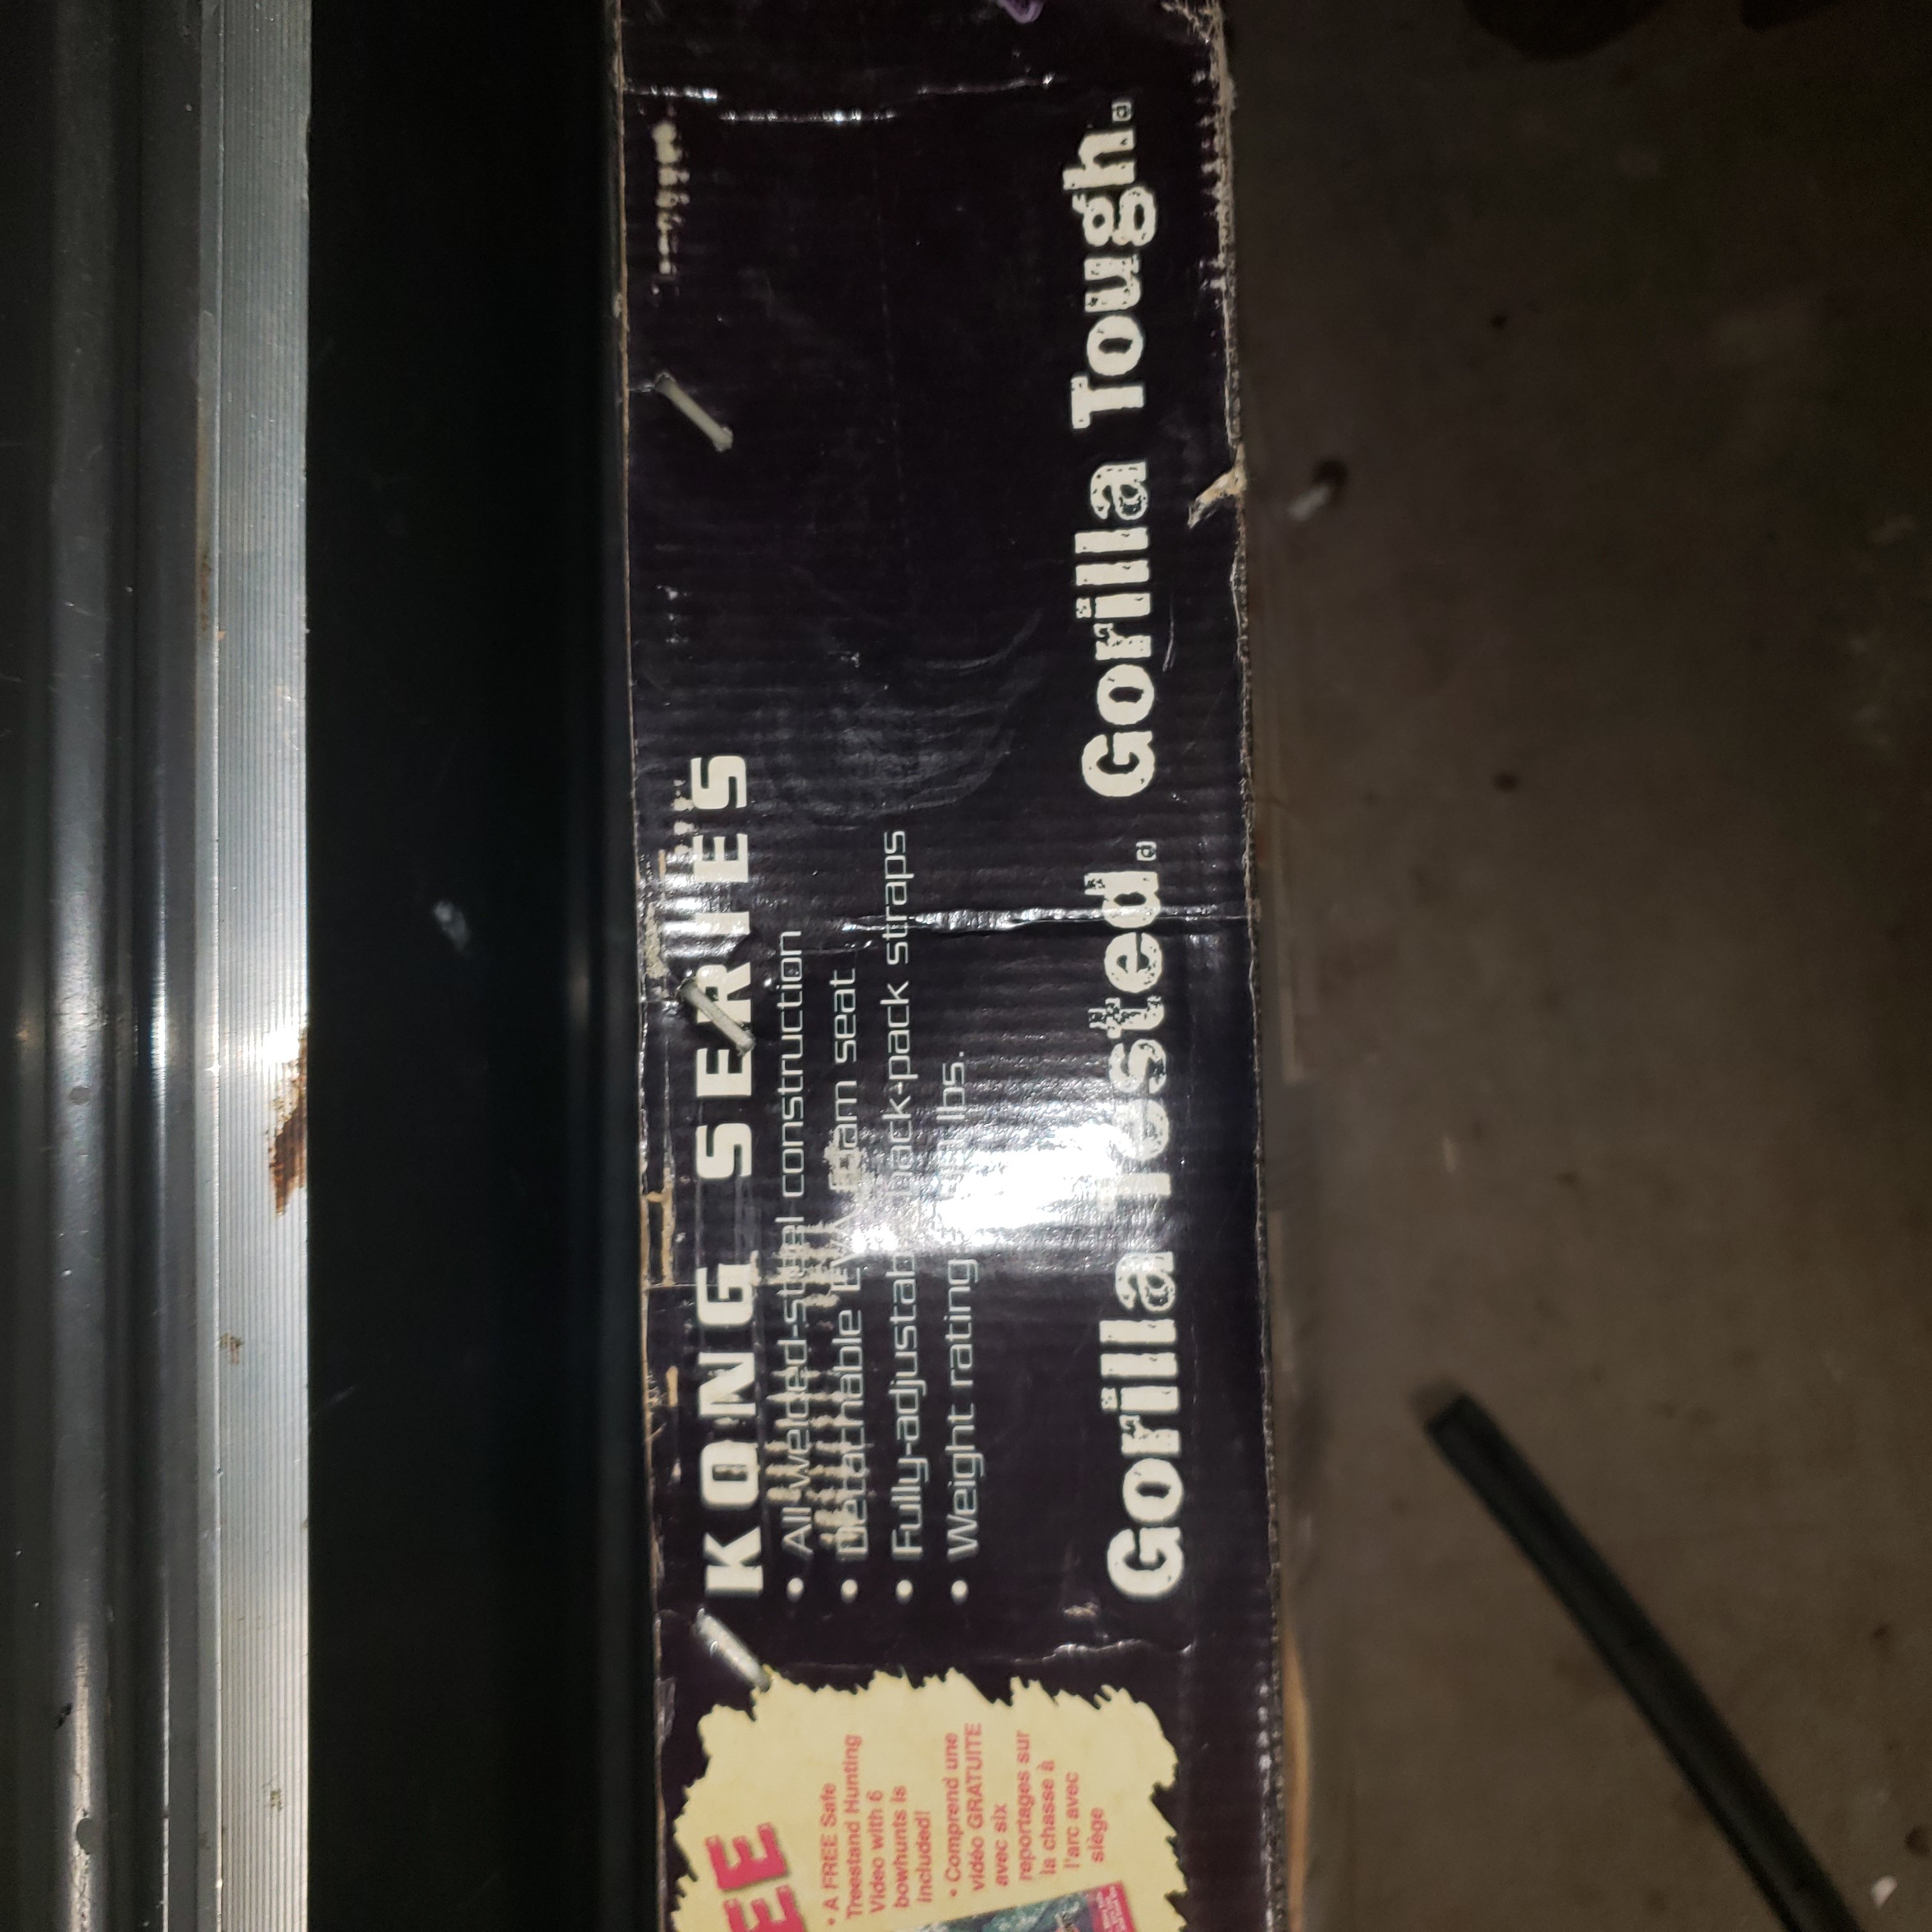 KONG SERIES
• All-welded-steel construction
• Detachable EVA foam seat
• Fully-adjustable back-pack straps
• Weight rating lbs.
Gorilla Tested. Gorilla Tough.
EE
• A FREE Safe
Treestand Hunting
Video with 6
bowhunts is
included!
• Comprend une
vidéo GRATUITE
avec six
reportages sur
la chasse à
l'arc avec
siège